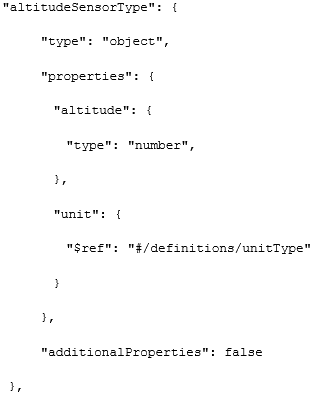 "altitudeSensorType": {
"type": "object",
"properties": {
"altitude": {
"type": "number",
},
"unit": {
"$ref": "#/definitions/unitType"
}
},
"additionalProperties": false
},